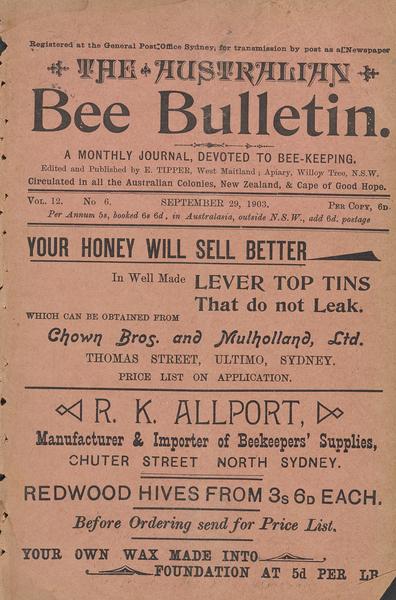 Registered at the General Post Office Sydney, for transmission by post as a Newspaper
THE AUSTRALIAN
Bee Bulletin.
A MONTHLY JOURNAL, DEVOTED TO BEE-KEEPING.
Edited and Published by E. TIPPER, West Maitland; Apiary, Willow Tree, N.S.W.
Circulated in all the Australian Colonies, New Zealand, & Cape of Good Hope.
VOL. 12. No 6. SEPTEMBER 29, 1903. PER COPY, 6D.
Per Annum 5s, booked 6s 6d, in Australasia, outside N.S.W., add 6d. postage
YOUR HONEY WILL SELL BETTER
In Well Made LEVER TOP TINS
That do not Leak.
WHICH CAN BE OBTAINED FROM
Chown Bros. and Mulholland, Ltd.
THOMAS STREET, ULTIMO, SYDNEY.
PRICE LIST ON APPLICATION.
R. K. ALLPORT,
Manufacturer & Importer of Beekeepers' Supplies,
CHUTER STREET NORTH SYDNEY.
REDWOOD HIVES FROM 3s 6D EACH.
Before Ordering send for Price List.
YOUR OWN WAX MADE INTO
FOUNDATION AT 5d PER LB